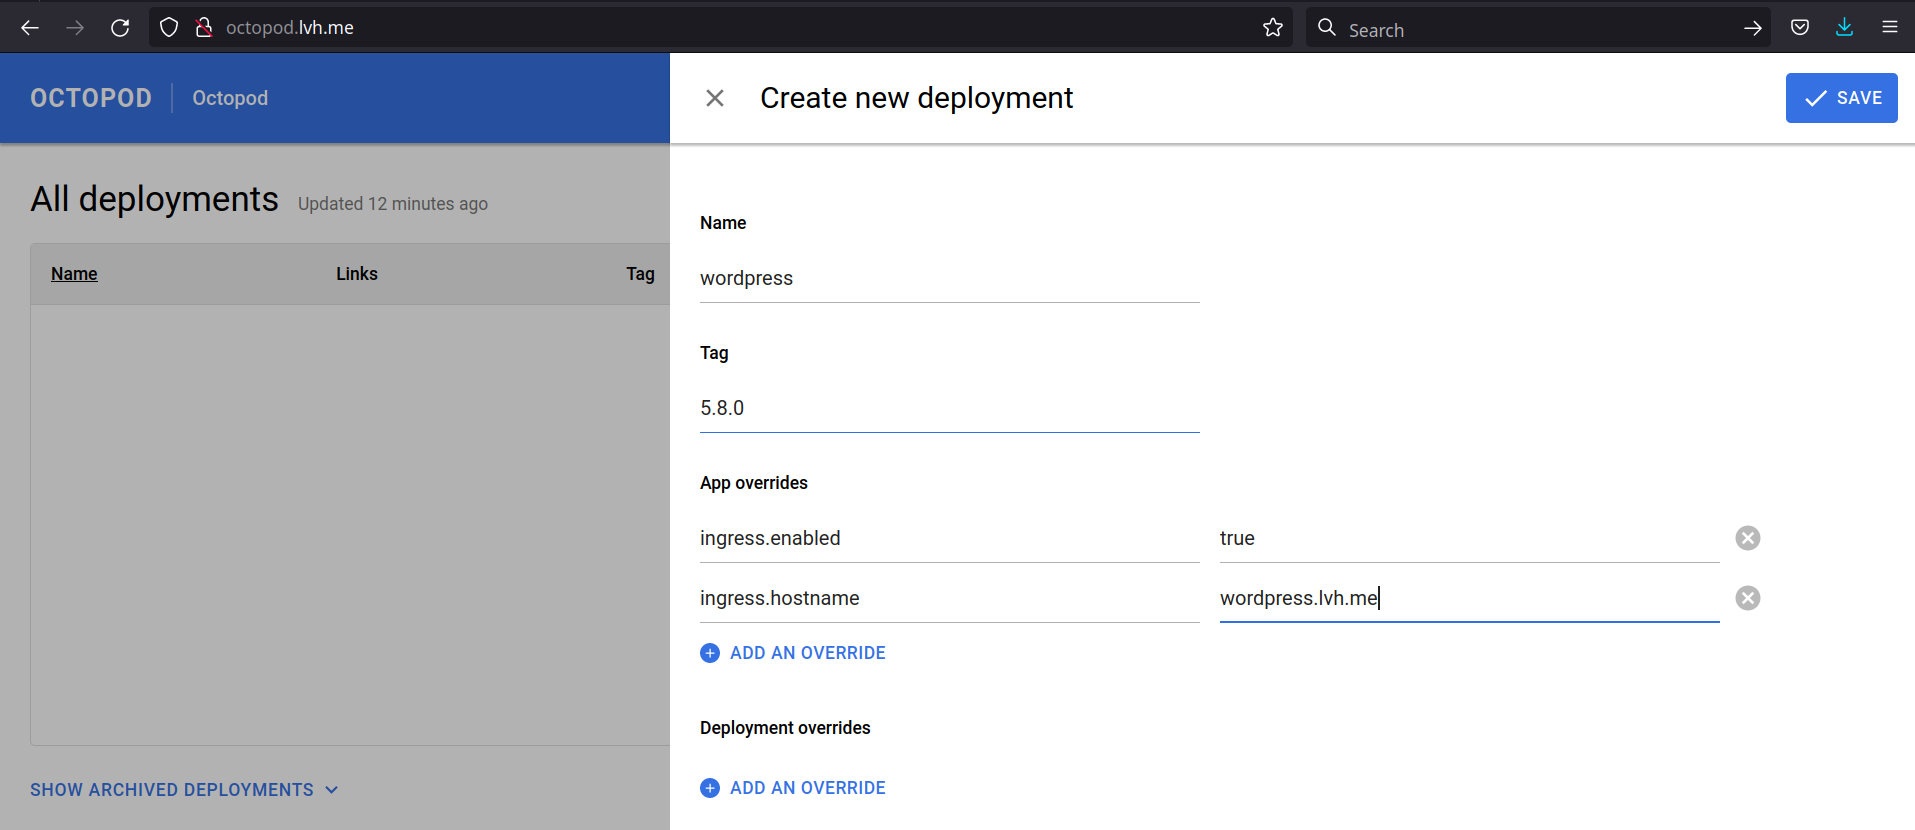 octopod.lvh.me
Search
OCTOPOD Octopod
All deployments Updated 12 minutes ago
Name Links Tag
SHOW ARCHIVED DEPLOYMENTS
Create new deployment
SAVE
Name
wordpress
Tag
5.8.0
App overrides
ingress.enabled true
ingress.hostname wordpress.lvh.me
ADD AN OVERRIDE
Deployment overrides
ADD AN OVERRIDE